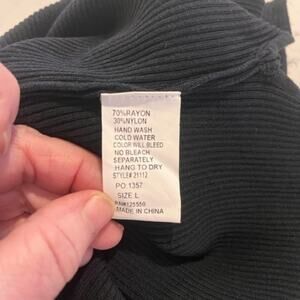 70%RAYON
30%NYLON
HAND WASH
COLD WATER
COLOR WILL BLEED
NO BLEACH
SEPARATELY
HANG TO DRY
STYLE# 21112
PO:1357
SIZE L
RN#125550
MADE IN CHINA